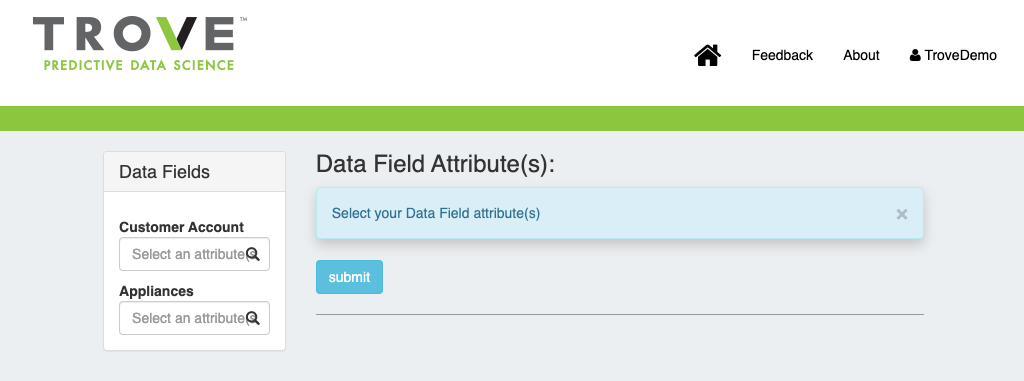 TROVE™
PREDICTIVE DATA SCIENCE
Feedback
About
TroveDemo
Data Fields
Customer Account
Select an attribute(s
Appliances
Select an attribute(s
Data Field Attribute(s):
Select your Data Field attribute(s)
×
submit